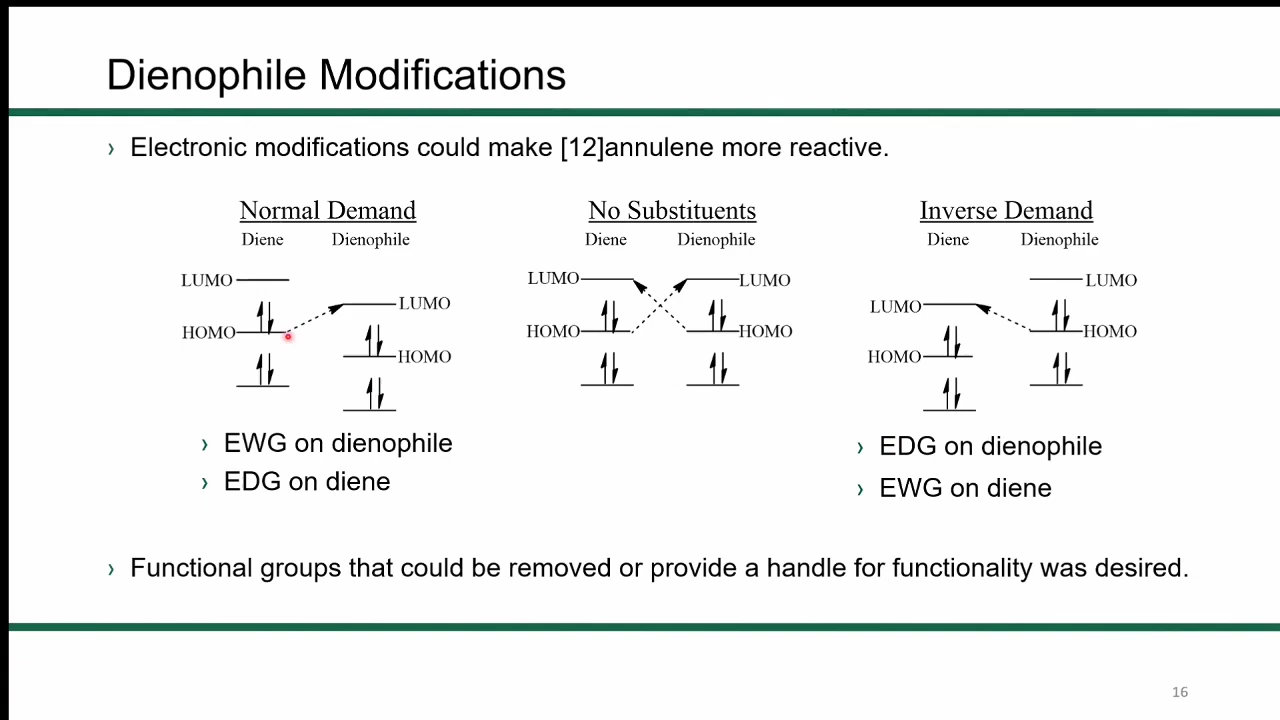 Dienophile Modifications
› Electronic modifications could make [12]annulene more reactive.
Normal Demand
Diene Dienophile
LUMO
LUMO
HOMO
HOMO
› EWG on dienophile
› EDG on diene
No Substituents
Diene Dienophile
LUMO LUMO
HOMO HOMO
Inverse Demand
Diene Dienophile
LUMO
LUMO
HOMO
HOMO
› EDG on dienophile
› EWG on diene
› Functional groups that could be removed or provide a handle for functionality was desired.
16